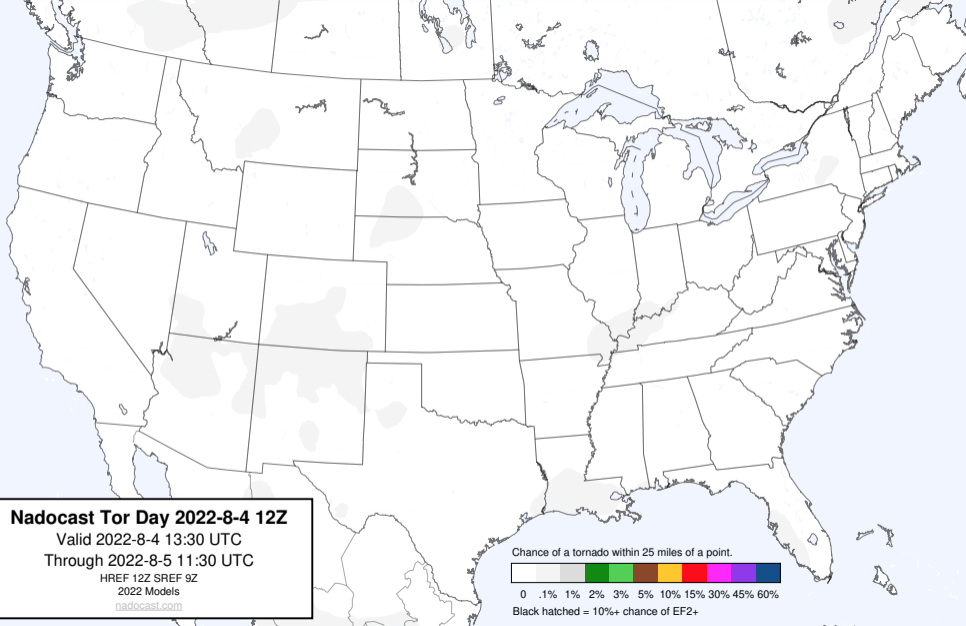 Nadocast Tor Day 2022-8-4 12Z
Valid 2022-8-4 13:30 UTC
Through 2022-8-5 11:30 UTC
HREF 12Z SREF 9Z
2022 Models
nadocast.com
Chance of a tornado within 25 miles of a point.
0 .1% 1% 2% 3% 5% 10% 15% 30% 45% 60%
Black hatched = 10%+ chance of EF2+